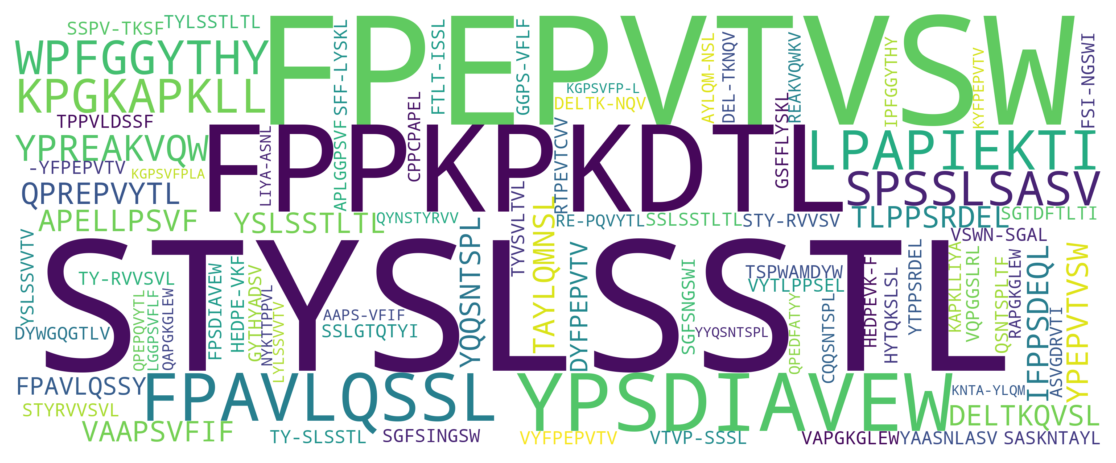 SSPV-TKSF
TYLSSTLTL
FPEPVTVSW
WPFGGYTHY
KPGKAPKLL
TPPVLDSSF
YPREAKVQW
-YFPEPVTV
KGPSVFPLA
QPREPVYTL
APELLPSVF
YSLSSTLTL
QYNSTYRVV
LIYA-ASNL
APLGGPSVF
SFF-LYSKL
CPPCPAPEL
FTLT-ISSL
GGPS-VFLF
KGPSVFP-L
DELTK-NQV
RTPEVTCVV
AYLQM-NSL
DEL-TKNQV
REAKVQWKV
GSFFLYSKL
IPFGGYTHY
KYFPEPVTV
FSI-NGSWI
FPPKPKDTL
LPAPIEKTI
SPSSLSASV
RE-PQVYTL
SSLSSTLTL
STY-RVVSV
TLPPSRDEL
SGTDFTLTI
VSWN-SGAL
STYSLSSTL
YSLSSVVTV
TY-RVVSVL
DYWGQGTLV
QPEPQVYTL
LGGPSVFLF
QAPGKGLEW
FPSDIAVEW
HEDPE-VKF
GYTHYADSV
NYKTTPPVL
LYLSSWTV
AAPS-VFIF
SSLGTQTYI
YQQSNTSPL
TYVSVLTVL
TAYLQMNSL
DYFPEPVTV
SGFSNGSWI
YYQSNTSPL
TSPWAMDYW
VYTLPPSEL
QPEDFATYY
CQQSNTSPL
HEDPEVK-F
HYTQKSLSL
YTPPSRDEL
KAPKLLIYA
VQPGGSLRL
QSNTSPLTF
RAPGKGLEW
IFPPSDEQL
ASVGDRVTI
YPEPVTVSW
FPAVLQSSY
STYRVVSVL
VAAPSVFIF
FPAVLQSSL
TY-SLSSTL
SGFSINGSW
YPSDIAVEW
VYFPEPVTV
VTVP-SSSL
KNTA-YLQM
DELTKQVSL
VAPGKGLEW
YAASNLASV
SASKNTAYL